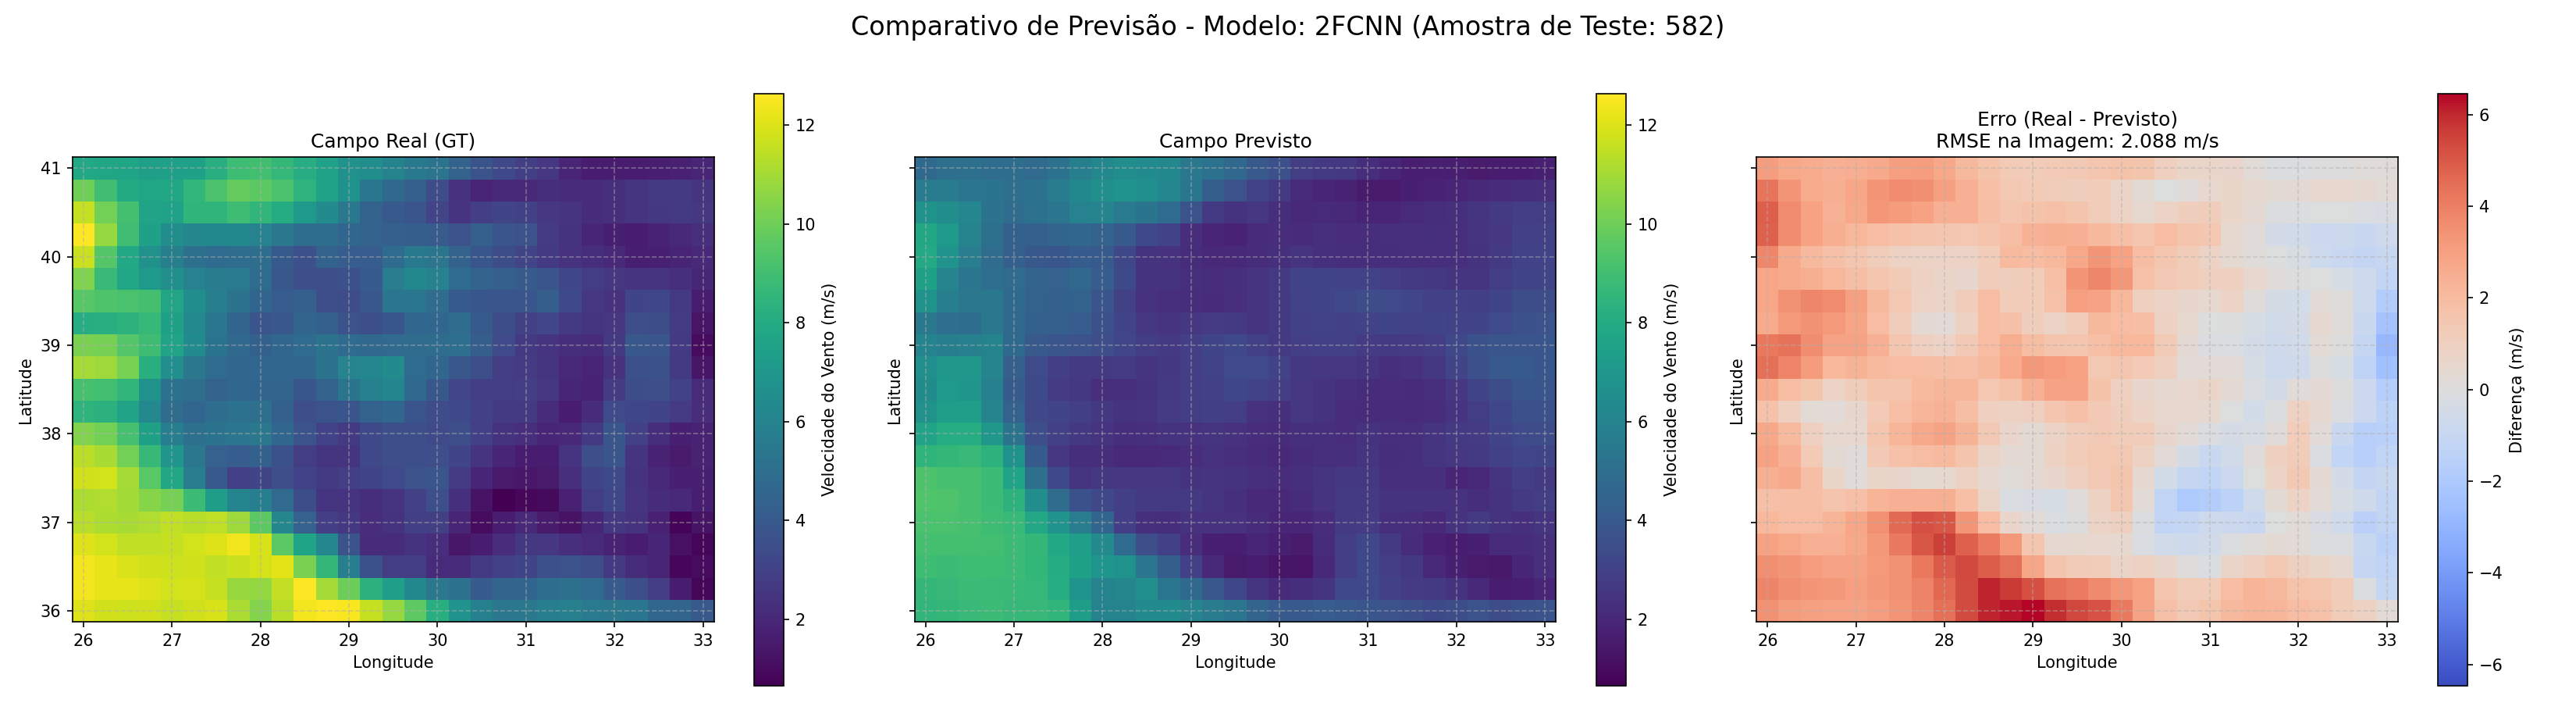 Comparativo de Previsão - Modelo: 2FCNN (Amostra de Teste: 582)
Campo Real (GT)
41
40
39
38
37
36
Latitude
26 27 28 29 30 31 32 33
Longitude
12
10
8
6
4
2
Velocidade do Vento (m/s)
Campo Previsto
Latitude
26 27 28 29 30 31 32 33
Longitude
12
10
8
6
4
2
Velocidade do Vento (m/s)
Erro (Real - Previsto)
RMSE na Imagem: 2.088 m/s
Latitude
26 27 28 29 30 31 32 33
Longitude
6
4
2
0
−2
−4
−6
Diferença (m/s)